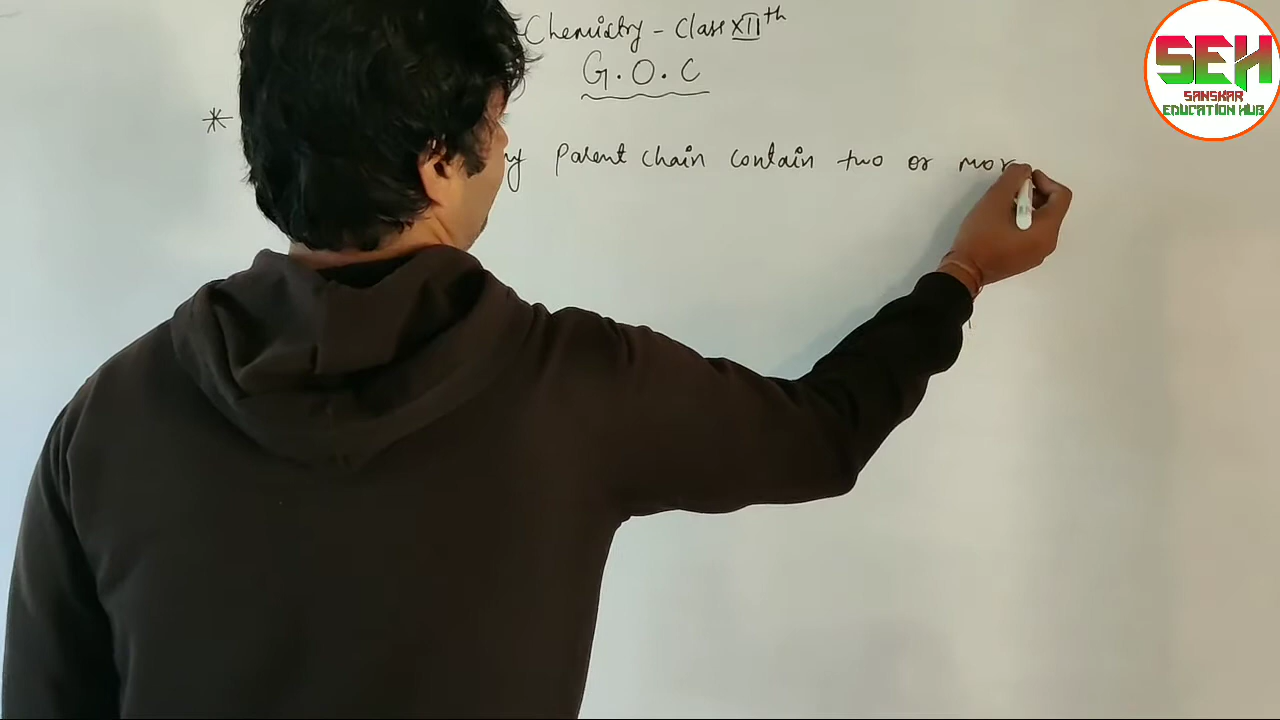 Chemistry - Class XIIth
G.O.C
*
Parent chain contain two or mor
SEH
SANSKAR
EDUCATION HUB